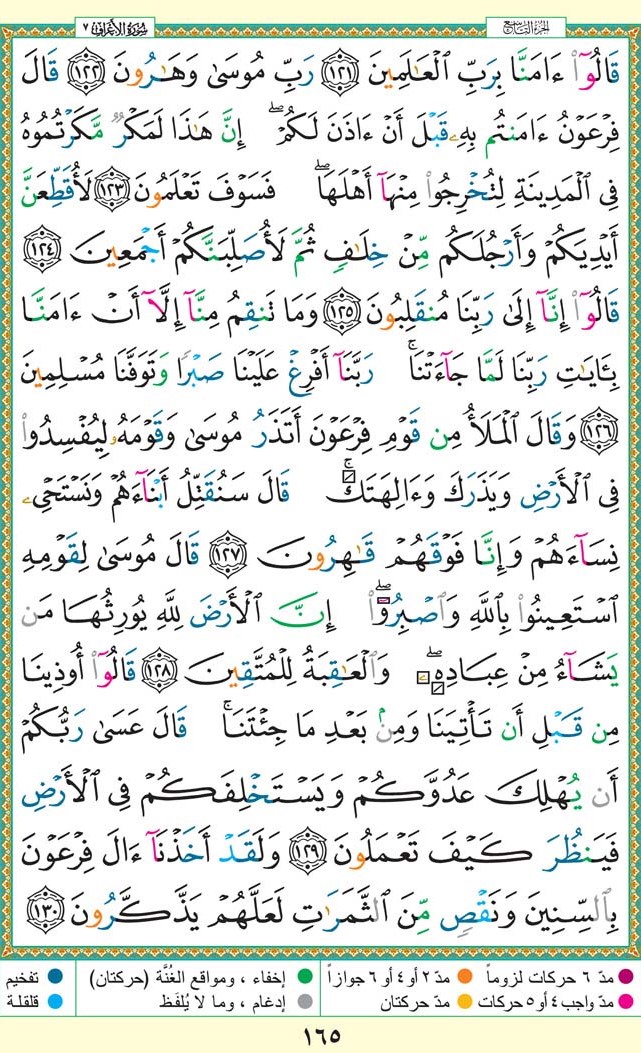 الجزء التاسع
سورة الأعراف ٧
قَالُوٓا۟ ءَامَنَّا بِرَبِّ ٱلْعَـٰلَمِينَ ١٢١ رَبِّ مُوسَىٰ وَهَـٰرُونَ ١٢٢ قَالَ
فِرْعَوْنُ ءَامَنتُم بِهِۦ قَبْلَ أَنْ ءَاذَنَ لَكُمْ ۖ إِنَّ هَـٰذَا لَمَكْرٌ مَّكَرْتُمُوهُ
فِى ٱلْمَدِينَةِ لِتُخْرِجُوا۟ مِنْهَآ أَهْلَهَا ۖ فَسَوْفَ تَعْلَمُونَ ١٢٣ لَأُقَطِّعَنَّ
أَيْدِيَكُمْ وَأَرْجُلَكُم مِّنْ خِلَـٰفٍ ثُمَّ لَأُصَلِّبَنَّكُمْ أَجْمَعِينَ ١٢٤
قَالُوٓا۟ إِنَّآ إِلَىٰ رَبِّنَا مُنقَلِبُونَ ١٢٥ وَمَا تَنقِمُ مِنَّآ إِلَّآ أَنْ ءَامَنَّا
بِـَٔايَـٰتِ رَبِّنَا لَمَّا جَآءَتْنَا ۚ رَبَّنَآ أَفْرِغْ عَلَيْنَا صَبْرًا وَتَوَفَّنَا مُسْلِمِينَ
١٢٦ وَقَالَ ٱلْمَلَأُ مِن قَوْمِ فِرْعَوْنَ أَتَذَرُ مُوسَىٰ وَقَوْمَهُۥ لِيُفْسِدُوا۟
فِى ٱلْأَرْضِ وَيَذَرَكَ وَءَالِهَتَكَ ۚ قَالَ سَنُقَتِّلُ أَبْنَآءَهُمْ وَنَسْتَحْىِۦ
نِسَآءَهُمْ وَإِنَّا فَوْقَهُمْ قَـٰهِرُونَ ١٢٧ قَالَ مُوسَىٰ لِقَوْمِهِ
ٱسْتَعِينُوا۟ بِٱللَّهِ وَٱصْبِرُوٓا۟ ۖ إِنَّ ٱلْأَرْضَ لِلَّهِ يُورِثُهَا مَن
يَشَآءُ مِنْ عِبَادِهِۦ ۖ وَٱلْعَـٰقِبَةُ لِلْمُتَّقِينَ ١٢٨ قَالُوٓا۟ أُوذِينَا
مِن قَبْلِ أَن تَأْتِيَنَا وَمِنۢ بَعْدِ مَا جِئْتَنَا ۚ قَالَ عَسَىٰ رَبُّكُمْ
أَن يُهْلِكَ عَدُوَّكُمْ وَيَسْتَخْلِفَكُمْ فِى ٱلْأَرْضِ
فَيَنظُرَ كَيْفَ تَعْمَلُونَ ١٢٩ وَلَقَدْ أَخَذْنَآ ءَالَ فِرْعَوْنَ
بِٱلسِّنِينَ وَنَقْصٍ مِّنَ ٱلثَّمَرَٰتِ لَعَلَّهُمْ يَذَّكَّرُونَ ١٣٠
مدّ ٦ حركات لزوماً مدّ ٢ أو ٤ أو ٦ جوازاً إخفاء ، ومواقع الغُنَّة (حركتان) تفخيم
مدّ واجب ٤ أو ٥ حركات مدّ حركتان إدغام ، وما لا يُلفَظ قلقلة
١٦٥